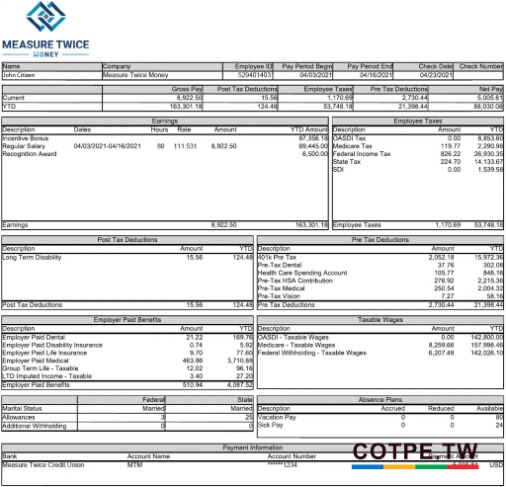 MEASURE TWICE
MONEY
Name Company Employee ID Pay Period Begin Pay Period End Check Date Check Number
John Citizen Measure Twice Money 529401403 04/03/2021 04/16/2021 04/23/2021
Gross Pay Post Tax Deductions Employee Taxes Pre Tax Deductions Net Pay
Current 8,922.50 15.56 1,170.69 2,730.44 5,005.81
YTD 163,301.18 124.48 53,748.18 21,398.44 88,030.08
Earnings Employee Taxes
Description Dates Hours Rate Amount YTD Amount Description Amount YTD
Incentive Bonus 87,356.18 OASDI Tax 0.00 8,853.60
Regular Salary 04/03/2021-04/16/2021 80 111.531 8,922.50 69,445.00 Medicare Tax 119.77 2,290.98
Recognition Award 6,500.00 Federal Income Tax 826.22 26,930.35
State Tax 224.70 14,133.67
SDI 0.00 1,539.58
Earnings 8,922.50 163,301.18 Employee Taxes 1,170.69 53,748.18
Post Tax Deductions Pre Tax Deductions
Description Amount YTD Description Amount YTD
Long Term Disability 15.56 124.48 401k Pre Tax 2,052.18 15,972.36
Pre-Tax Dental 37.76 302.08
Health Care Spending Account 105.77 846.16
Pre-Tax HSA Contribution 276.92 2,215.36
Pre-Tax Medical 250.54 2,004.32
Pre-Tax Vision 7.27 58.16
Post Tax Deductions 15.56 124.48 Pre Tax Deductions 2,730.44 21,398.44
Employer Paid Benefits Taxable Wages
Description Amount YTD Description Amount YTD
Employer Paid Dental 21.22 169.76 OASDI - Taxable Wages 0.00 142,800.00
Employer Paid Disability Insurance 0.74 5.92 Medicare - Taxable Wages 8,259.66 157,998.46
Employer Paid Life Insurance 9.70 77.60 Federal Withholding - Taxable Wages 6,207.48 142,026.10
Employer Paid Medical 463.86 3,710.88
Group Term Life - Taxable 12.02 96.16
LTD Imputed Income - Taxable 3.40 27.20
Employer Paid Benefits 510.94 4,087.52
Federal State Absence Plans
Marital Status Married Married Description Accrued Reduced Available
Allowances 3 25 Vacation Pay 0 0 80
Additional Withholding 0 0 Sick Pay 0 0 24
Payment Information
Bank Account Name Account Number
Measure Twice Credit Union MTM ******1234 USD
COTPE.TW